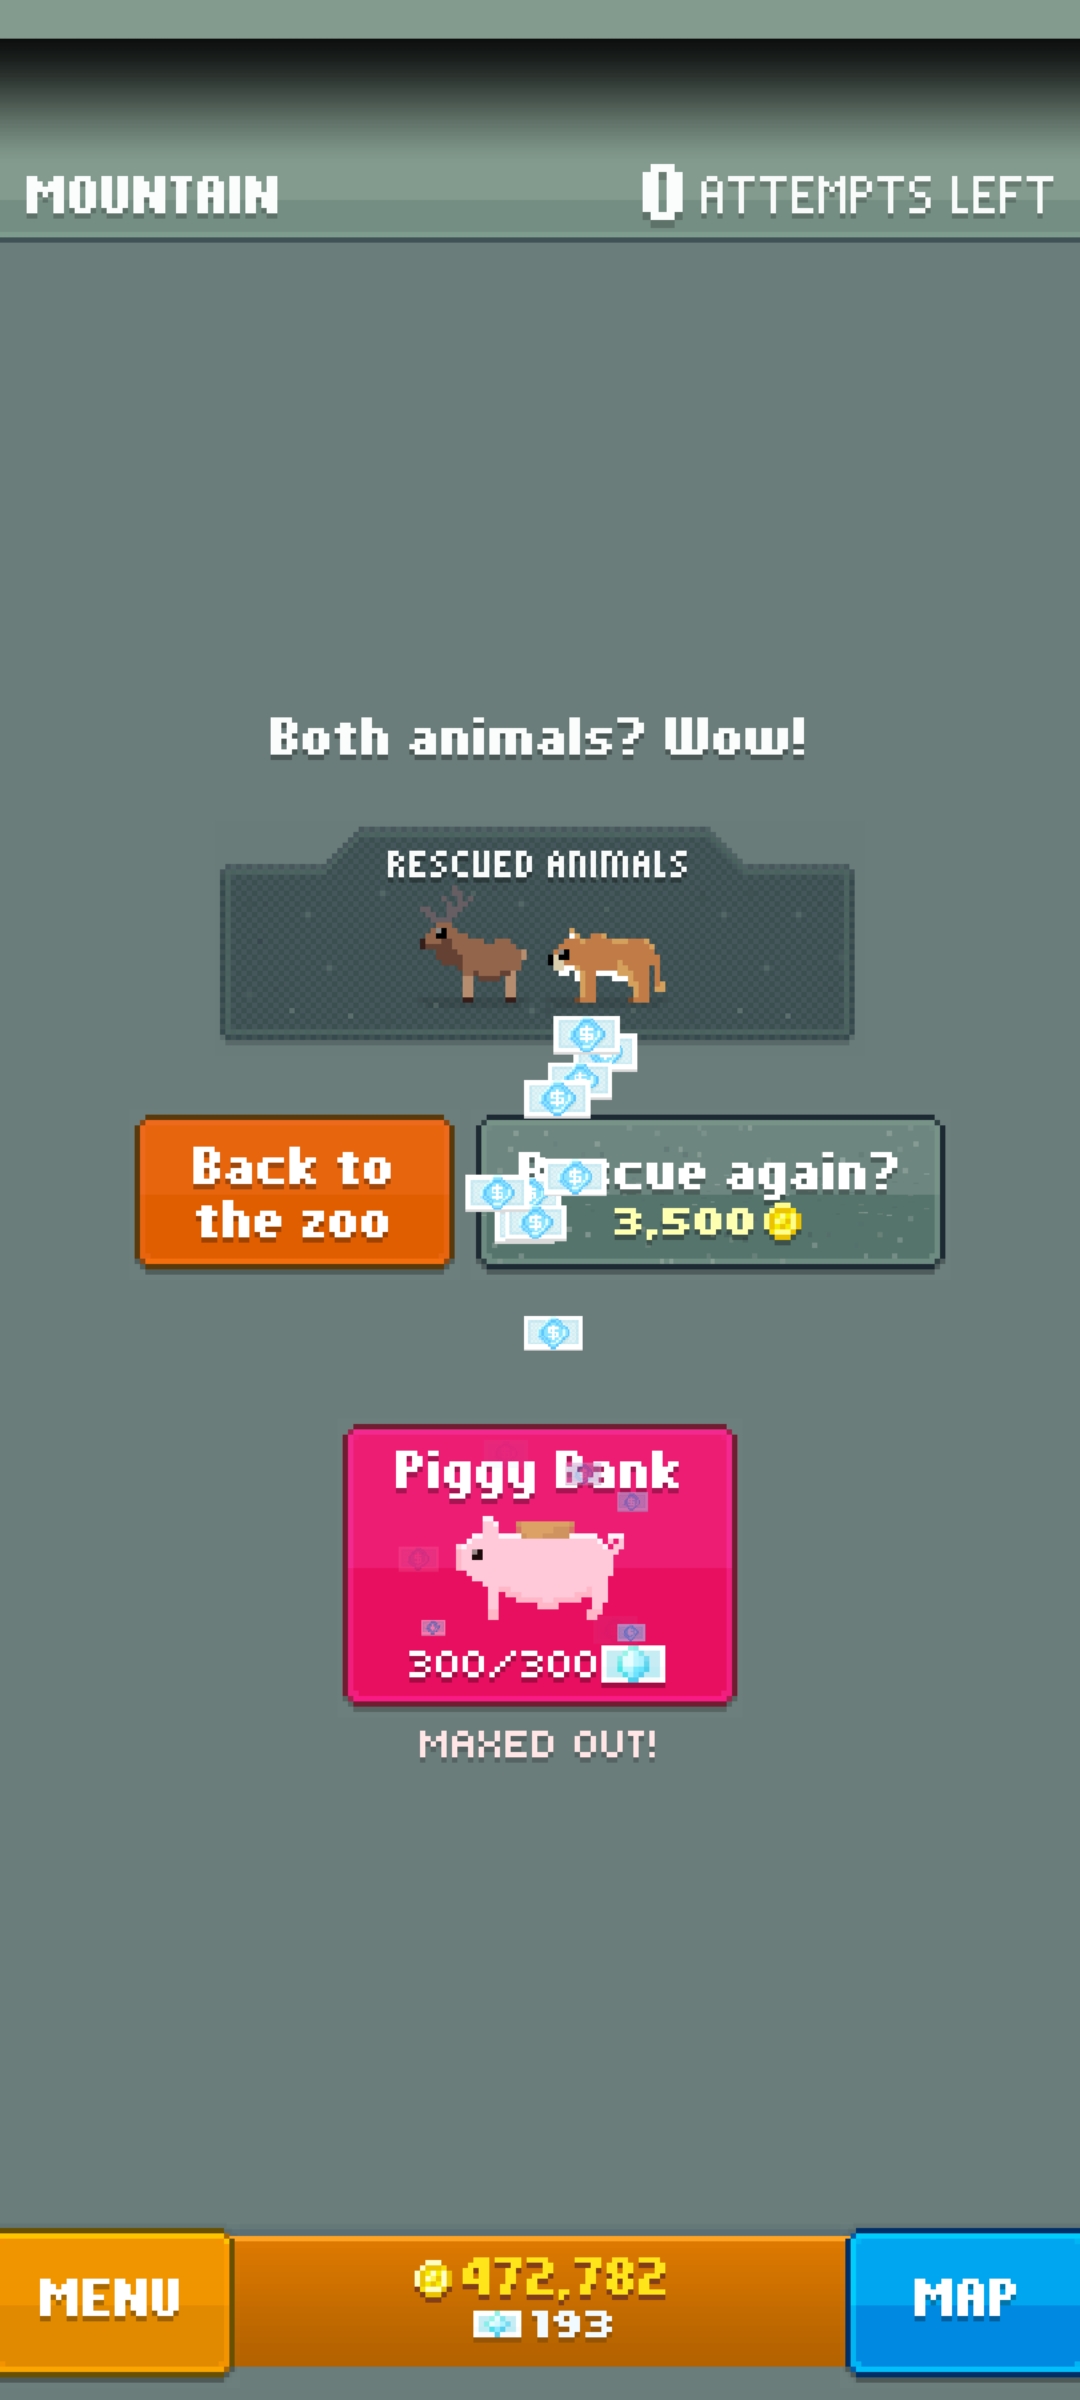 MOUNTAIN
0 ATTEMPTS LEFT
Both animals? Wow!
RESCUED ANIMALS
Back to
the zoo
Rescue again?
3,500
Piggy Bank
300/300
MAXED OUT!
MENU
472,782
193
MAP